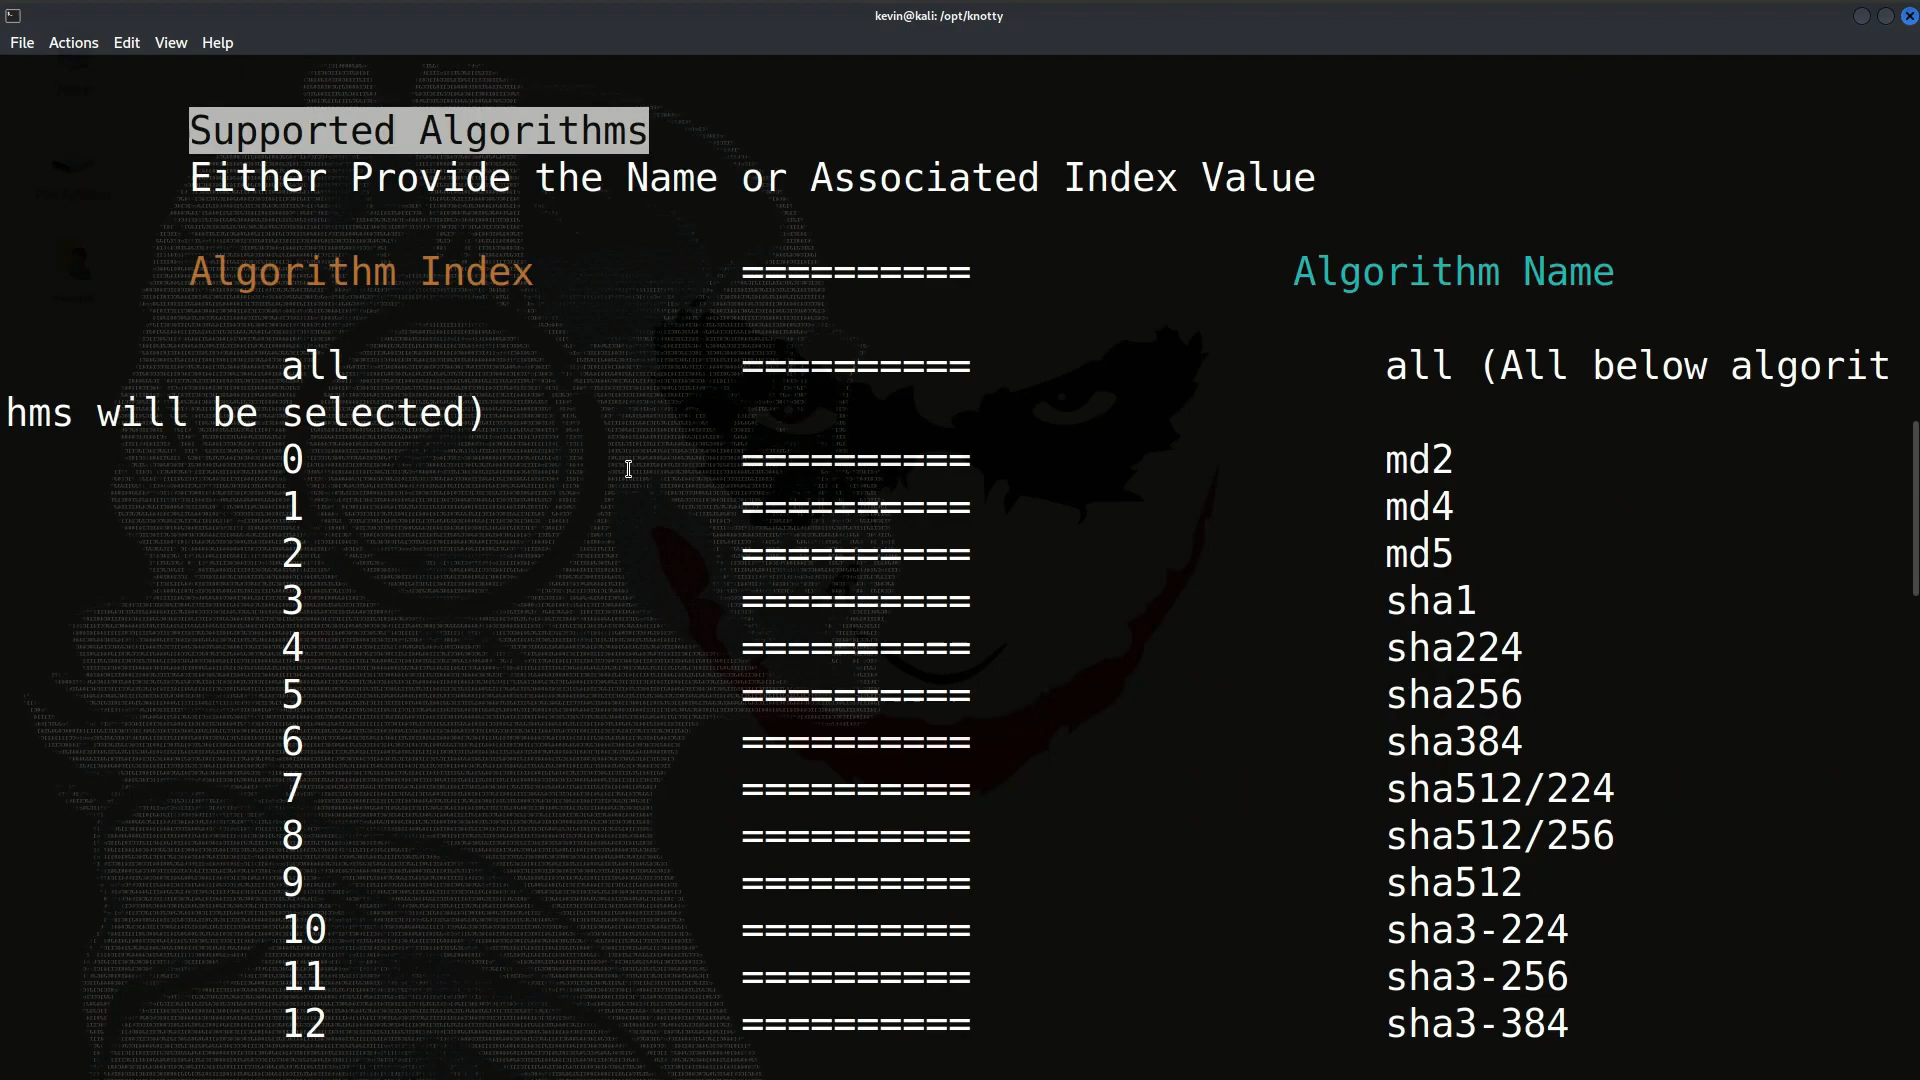 kevin@kali: /opt/knotty
File Actions Edit View Help
Supported Algorithms
Either Provide the Name or Associated Index Value
Algorithm Index ========== Algorithm Name
all ========== all (All below algorit
hms will be selected)
0 ========== md2
1 ========== md4
2 ========== md5
3 ========== sha1
4 ========== sha224
5 ========== sha256
6 ========== sha384
7 ========== sha512/224
8 ========== sha512/256
9 ========== sha512
10 ========== sha3-224
11 ========== sha3-256
12 ========== sha3-384